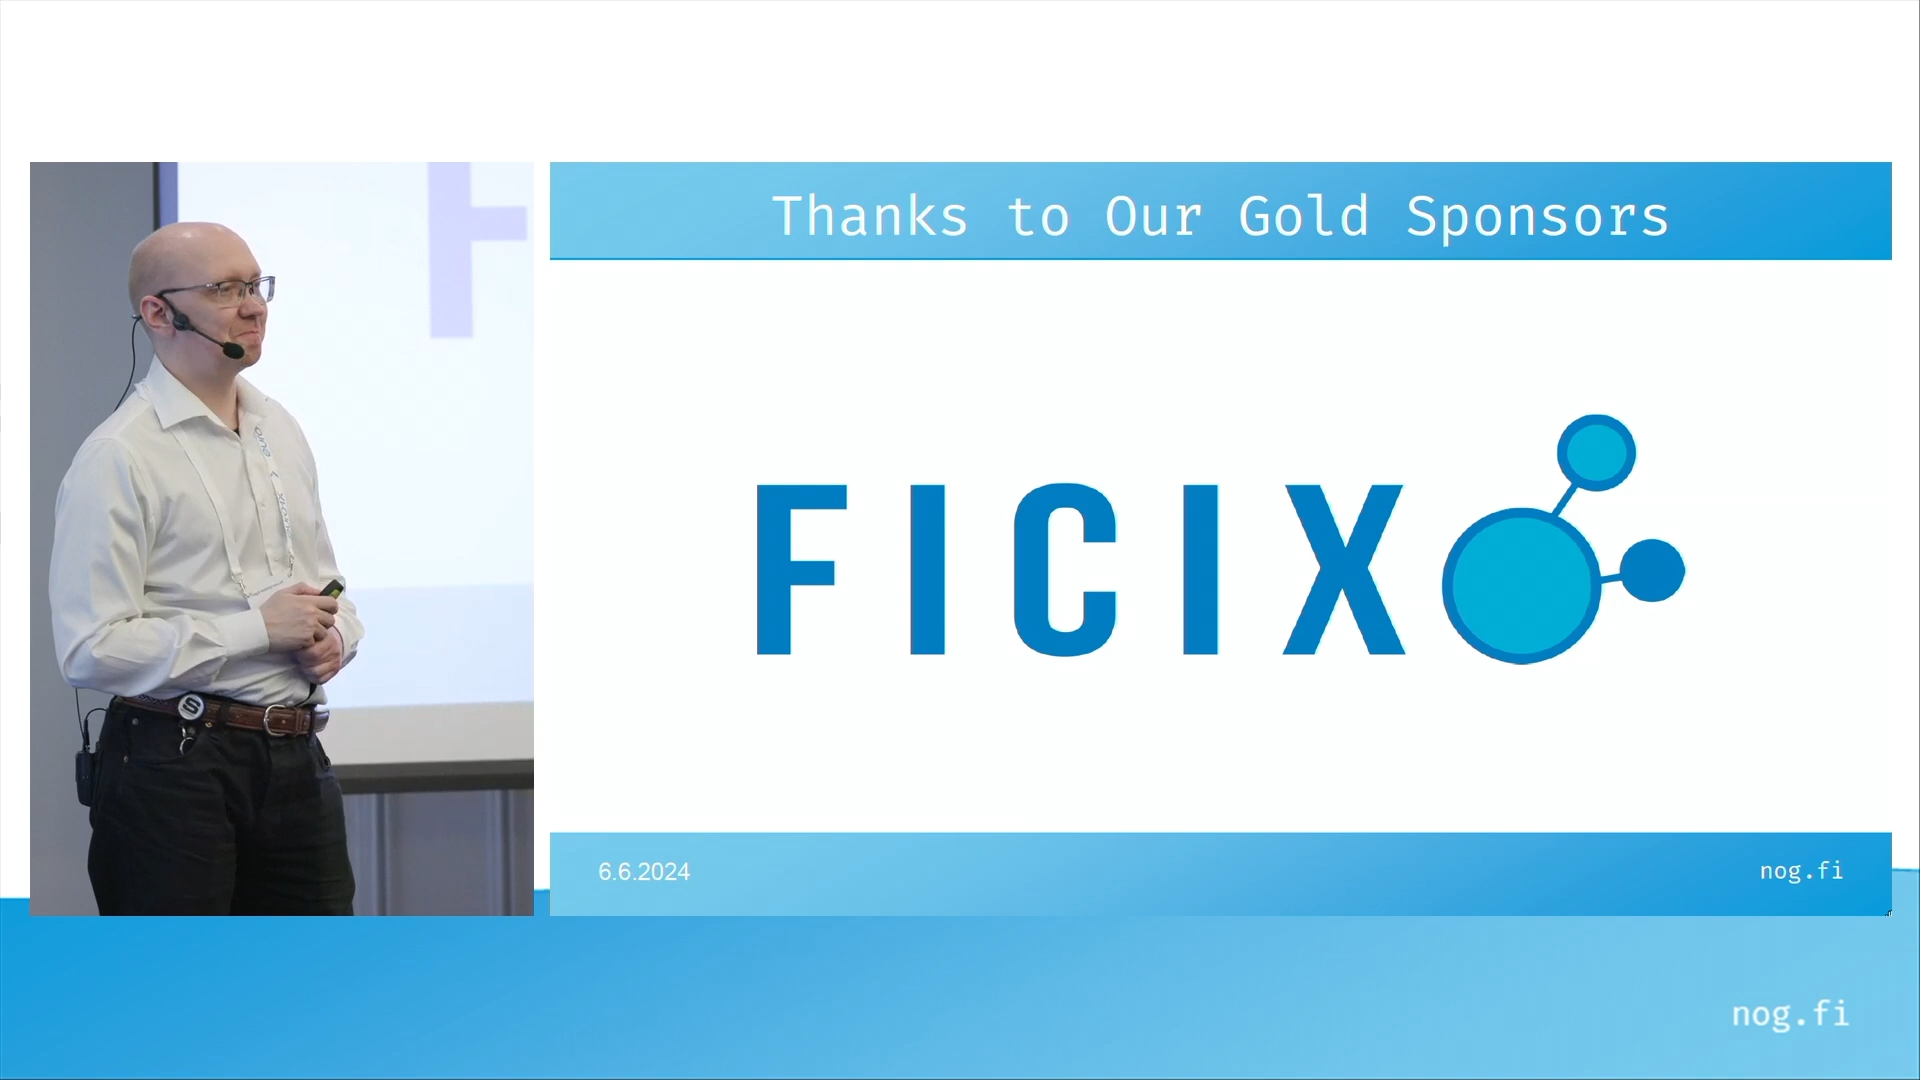 Thanks to Our Gold Sponsors
FICIX
6.6.2024
nog.fi
nog.fi